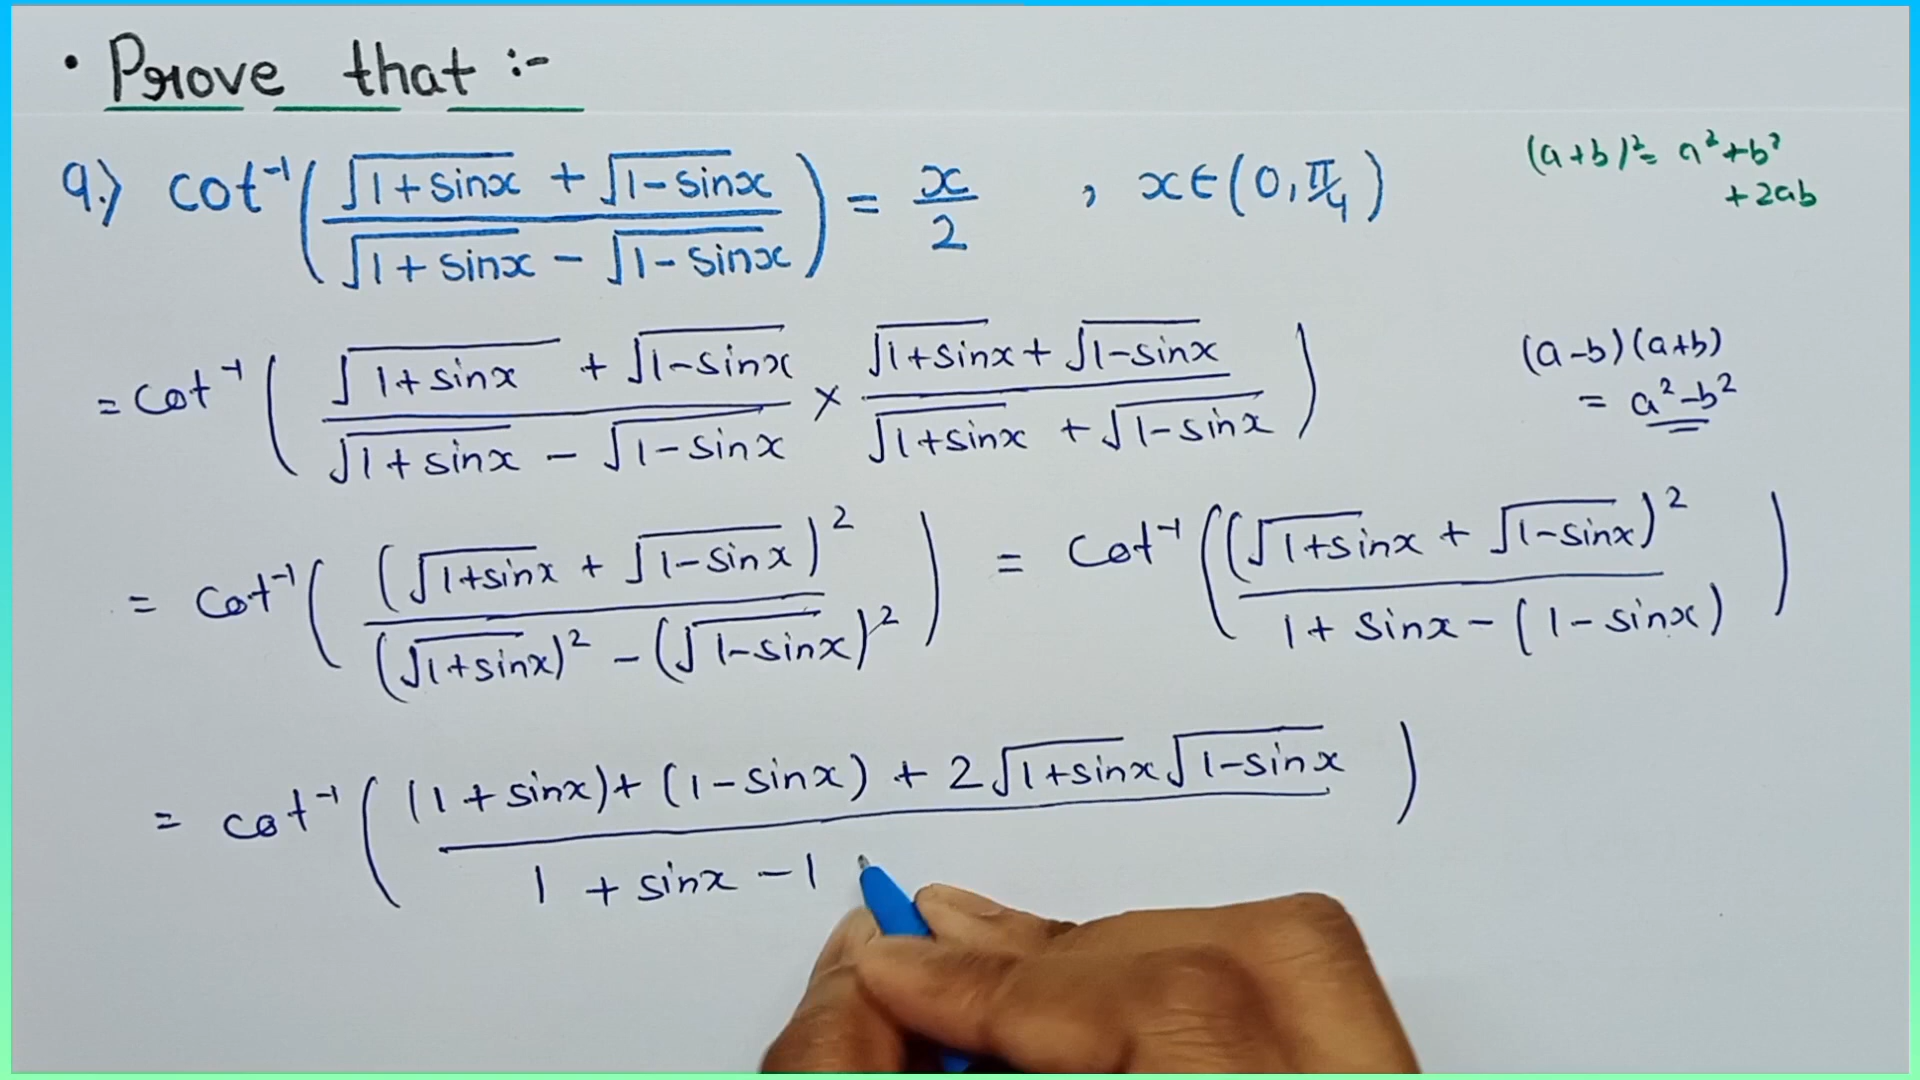 • Prove that :-
9.) cot⁻¹((√(1+sinx) + √(1-sinx))/(√(1+sinx) - √(1-sinx))) = x/2 , x∈(0,π/4)
(a+b)²= a²+b²
+2ab
= cot⁻¹((√(1+sinx) + √(1-sinx))/(√(1+sinx) - √(1-sinx)) × (√(1+sinx) + √(1-sinx))/(√(1+sinx) + √(1-sinx)))
(a-b)(a+b)
= a²-b²
= cot⁻¹((√(1+sinx) + √(1-sinx))²/((√(1+sinx))² - (√(1-sinx))²)) = cot⁻¹((√(1+sinx) + √(1-sinx))²/(1+sinx-(1-sinx)))
= cot⁻¹(((1+sinx)+(1-sinx)+2√(1+sinx)√(1-sinx))/(1+sinx-1